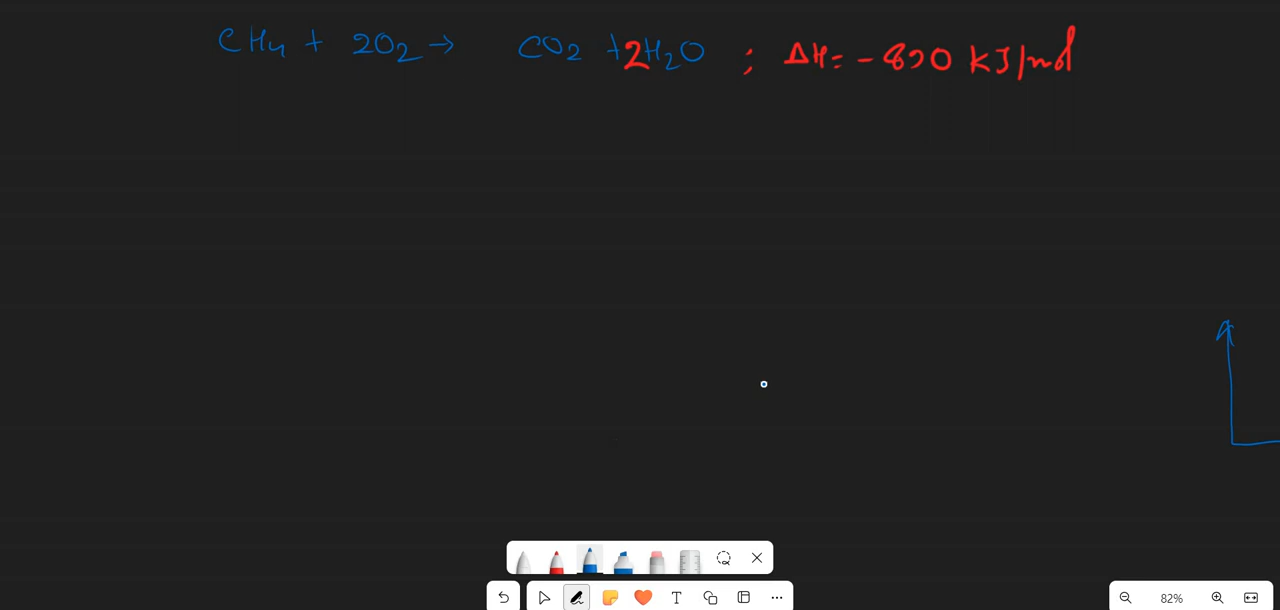 CH₄ + 2O₂ → CO₂ + 2H₂O ; ΔH = - 890 KJ/mol
82%